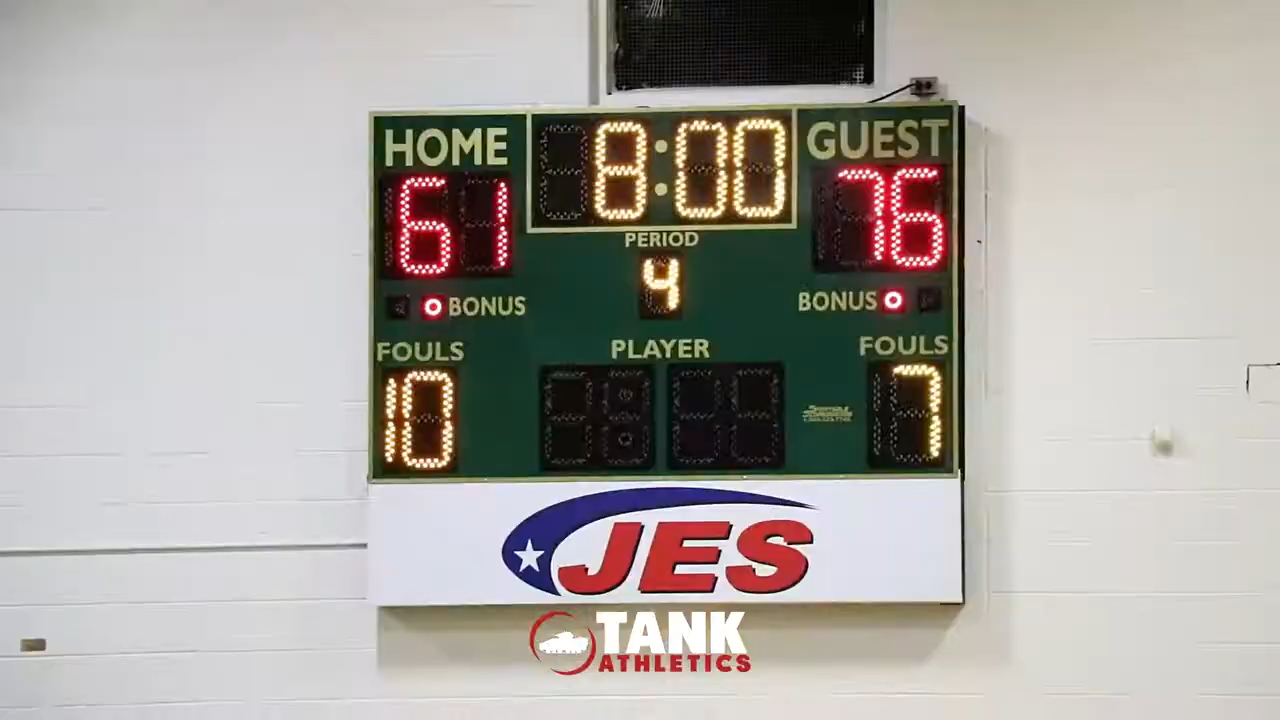 HOME
8:00
GUEST
61
76
PERIOD
4
BONUS
BONUS
FOULS
PLAYER
FOULS
10
7
JES
TANK
ATHLETICS